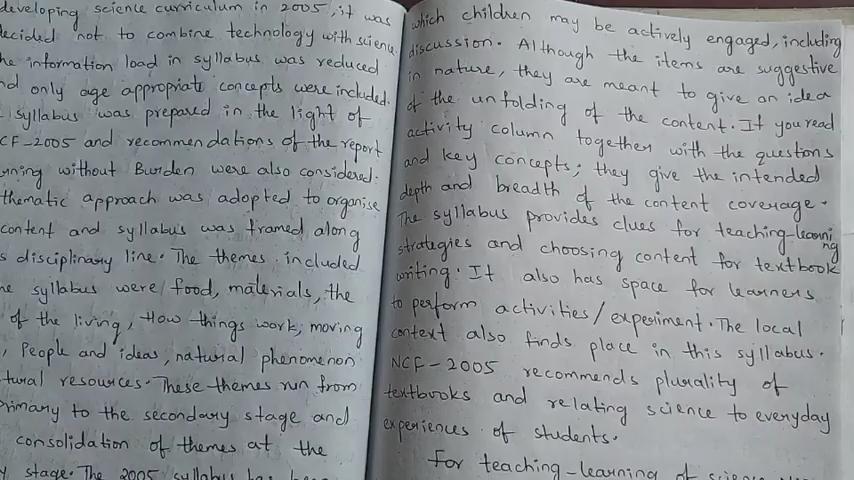 developing science curriculum in 2005, it was
decided not to combine technology with science.
he information load in syllabus was reduced
nd only age appropriate concepts were included.
syllabus was prepared in the light of
CF-2005 and recommendations of the report
rning without Burden were also considered.
thematic approach was adopted to organise
content and syllabus was framed along
s disciplinary line. The themes included
he syllabus were food, materials, the
of the living, How things work, moving
, People and ideas, natural phenomenon
tural resources. These themes run from
primary to the secondary stage and
consolidation of themes at the
y stage. The 2005 syllabus has been
which children may be actively engaged, including
discussion. Although the items are suggestive
in nature, they are meant to give an idea
of the unfolding of the content. If you read
activity column together with the questions
and key concepts; they give the intended
depth and breadth of the content coverage.
The syllabus provides clues for teaching-learning
strategies and choosing content for textbook
writing. It also has space for learners
to perform activities/experiment. The local
context also finds place in this syllabus.
NCF-2005 recommends plurality of
textbooks and relating science to everyday
experiences of students.
For teaching-learning of science